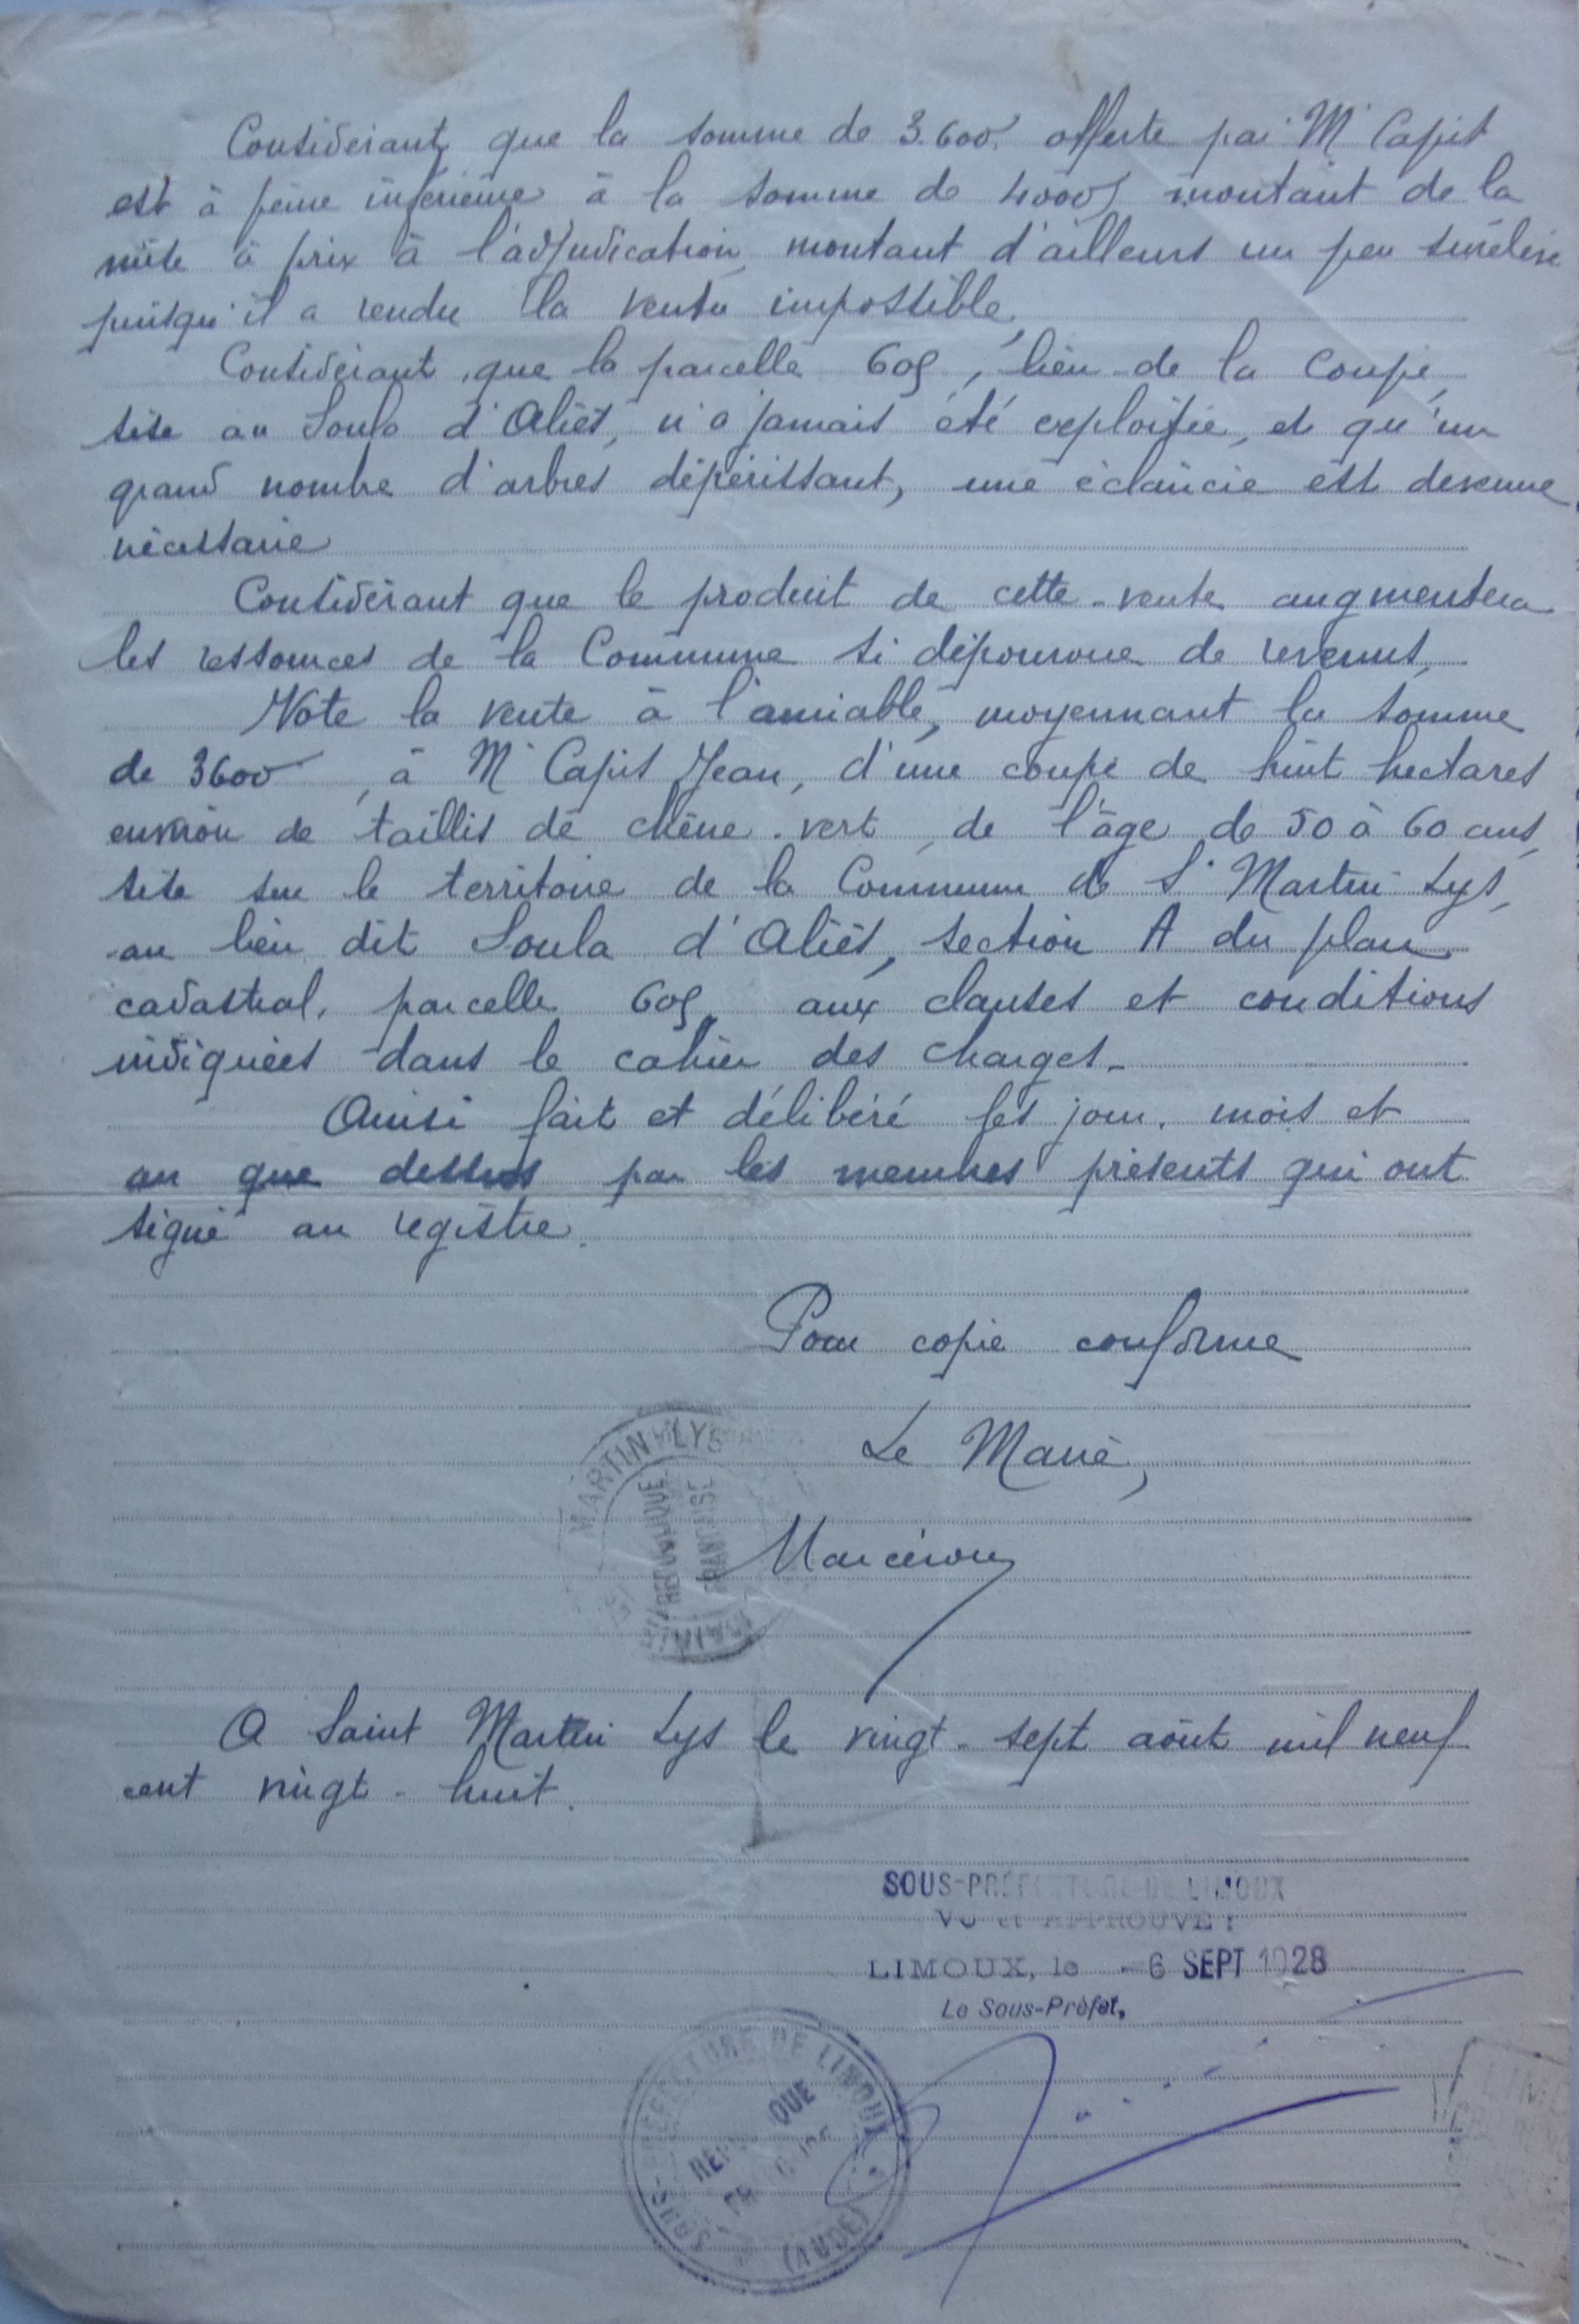 Considérant que la somme de 3.600f offerte par Mr Capit
est à peine inférieure à la somme de 4000f montant de la
mise à prix à l'adjudication, montant d'ailleurs un peu surélevé
puisqu'il a rendu la vente impossible,
Considérant que la parcelle 609, lieu de la coupe,
sise au Soula d'Aliès, n'a jamais été exploitée, et qu'un
grand nombre d'arbres dépérissant, une éclaircie est devenue
nécessaire
Considérant que le produit de cette vente augmentera
les ressources de la Commune si dépourvue de revenus,
Vote la vente à l'amiable, moyennant la somme
de 3600f, à Mr Capit Jean, d'une coupe de huit hectares
environ de taillis de chêne-vert, de l'âge de 50 à 60 ans,
sise sur le territoire de la Commune de St Martin-Lys,
au lieu dit Soula d'Aliès, section A du plan
cadastral, parcelle 609, aux clauses et conditions
indiquées dans le cahier des charges.
Ainsi fait et délibéré les jour, mois et
an que dessus par les membres présents qui ont
signé au registre.
Pour copie conforme
Le Maire,
MARTIN LYS
RÉPUBLIQUE
FRANÇAISE
MAIRIE
A Saint Martin Lys le vingt-sept août mil neuf
cent vingt-huit.
SOUS-PRÉFECTURE DE LIMOUX
VU et APPROUVÉ :
LIMOUX, le -6 SEPT 1928
Le Sous-Préfet,
SOUS-PRÉFECTURE DE LIMOUX
(AUDE)